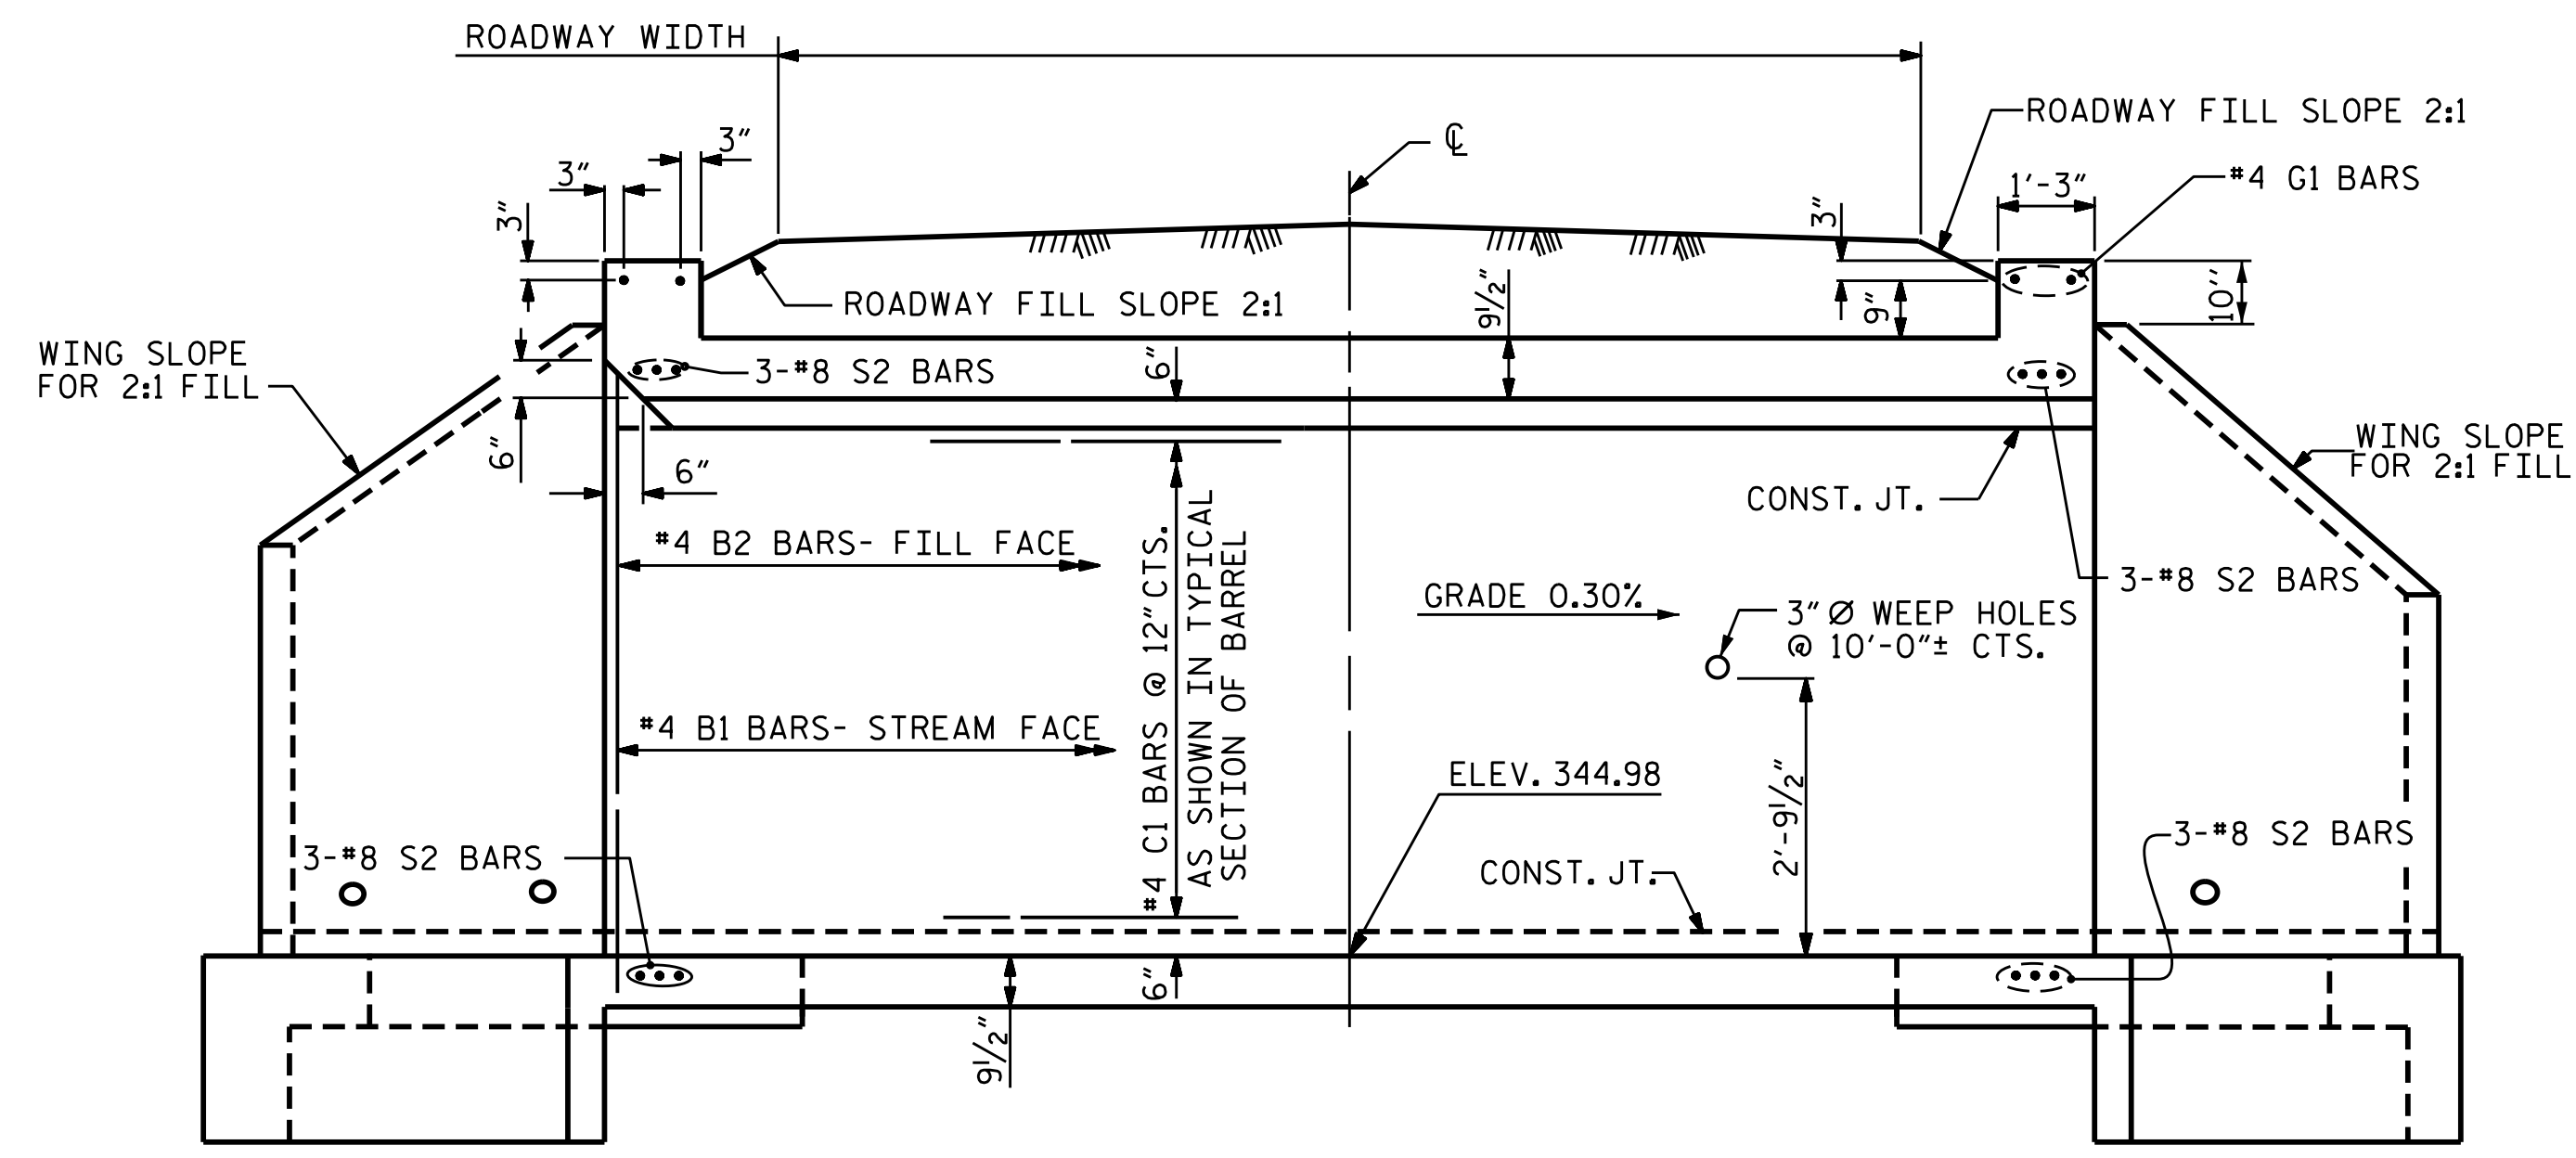 ROADWAY WIDTH
ROADWAY FILL SLOPE 2:1
3"
℄
3"
#4 G1 BARS
1'-3"
3"
3"
ROADWAY FILL SLOPE 2:1
9½"
9"
10"
WING SLOPE
FOR 2:1 FILL
3-#8 S2 BARS
6"
6"
6"
WING SLOPE
FOR 2:1 FILL
CONST. JT.
#4 B2 BARS- FILL FACE
#4 C1 BARS @ 12" CTS.
AS SHOWN IN TYPICAL
SECTION OF BARREL
GRADE 0.30%
3-#8 S2 BARS
3" Ø WEEP HOLES
@ 10'-0"± CTS.
#4 B1 BARS- STREAM FACE
ELEV. 344.98
2'-9½"
3-#8 S2 BARS
3-#8 S2 BARS
CONST. JT.
6"
9½"